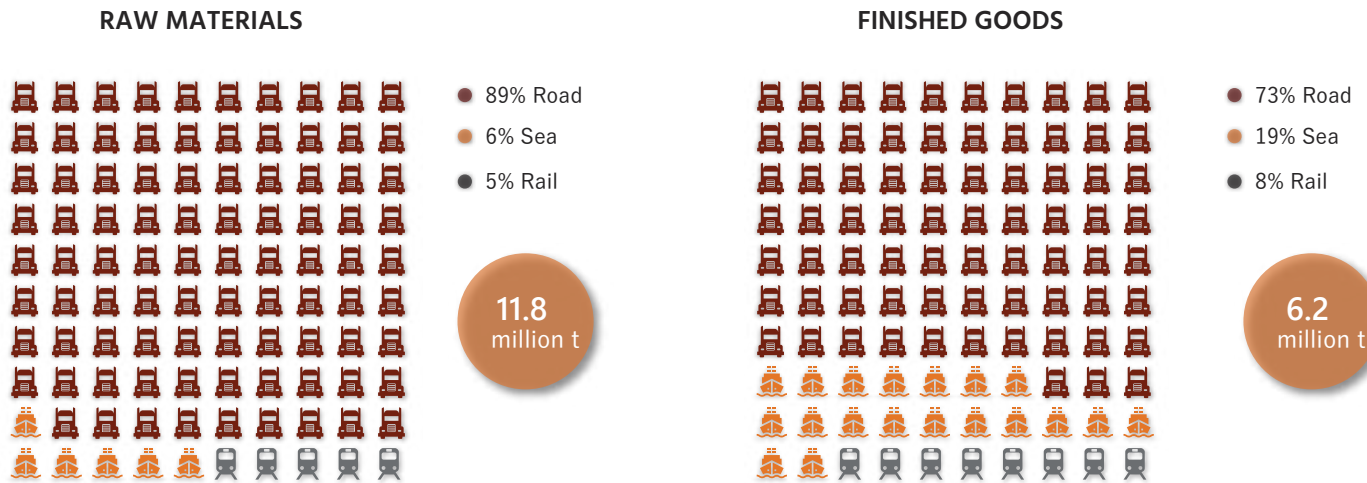 RAW MATERIALS
89% Road
6% Sea
5% Rail
11.8
million t
FINISHED GOODS
73% Road
19% Sea
8% Rail
6.2
million t